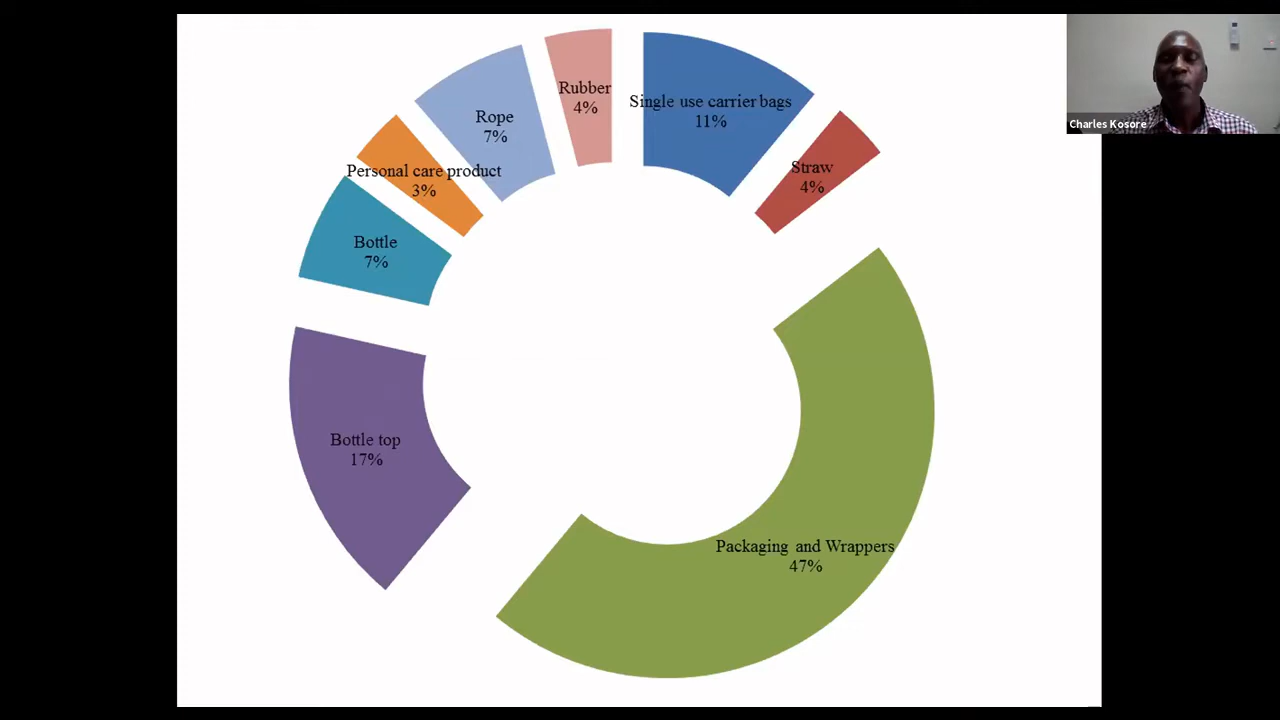 Rubber
4%
Single use carrier bags
11%
Straw
4%
Packaging and Wrappers
47%
Bottle top
17%
Bottle
7%
Personal care product
3%
Rope
7%
Charles Kosore